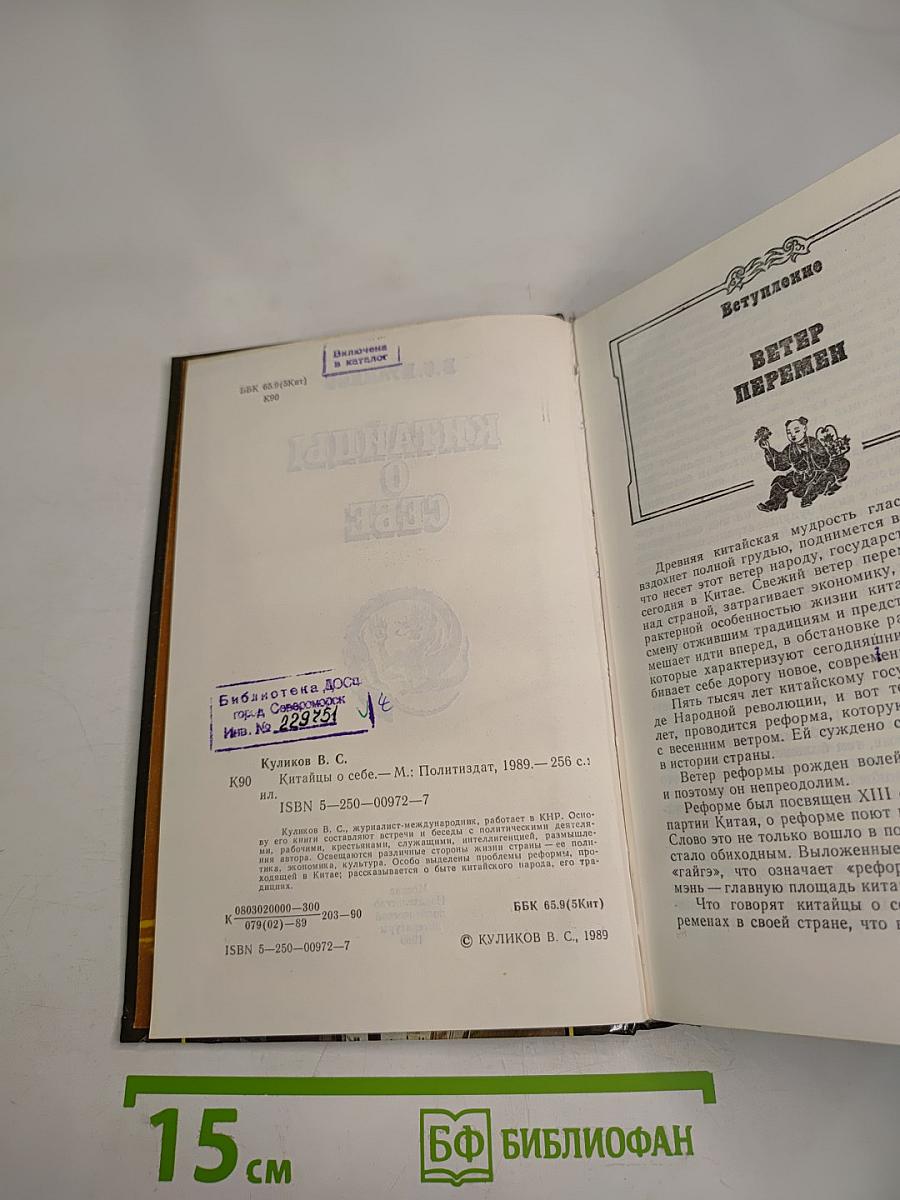 Включена
в каталог
ББК 65.9(5Кит)
К90
КИТАЙЦЫ
О
СЕБЕ
Библиотека ДОСа
город Североморск
Инв. № 229751
Куликов В. С.
К90 Китайцы о себе.— М.: Политиздат, 1989.— 256 с.:
ил.
ISBN 5—250—00972—7
Куликов В. С., журналист-международник, работает в КНР. Осно-
ву его книги составляют встречи и беседы с политическими деятеля-
ми, рабочими, крестьянами, служащими, интеллигенцией, размышле-
ния автора. Освещаются различные стороны жизни страны — ее поли-
тика, экономика, культура. Особо выделены проблемы реформы, про-
ходящей в Китае; рассказывается о быте китайского народа, его тра-
дициях.
К 0803020000—300
079(02)—89 203—90
ББК 65.9(5Кит)
ISBN 5—250—00972—7
© КУЛИКОВ В. С., 1989
Вступление
ВЕТЕР
ПЕРЕМЕН
Древняя китайская мудрость глас
вздохнет полной грудью, поднимется в
что несет этот ветер народу, государст
сегодня в Китае. Свежий ветер перем
над страной, затрагивает экономику,
рактерной особенностью жизни кита
смену отжившим традициям и предст
мешает идти вперед, в обстановке ра
которые характеризуют сегодняшни
бивает себе дорогу новое, современ
Пять тысяч лет китайскому госу
де Народной революции, и вот те
лет, проводится реформа, котору
с весенним ветром. Ей суждено с
в истории страны.
Ветер реформы рожден волей
и поэтому он непреодолим.
Реформе был посвящен XIII
партии Китая, о реформе поют
Слово это не только вошло в по
стало обиходным. Выложенные
«гайгэ», что означает «рефор
мэнь — главную площадь кита
Что говорят китайцы о се
ременах в своей стране, что
15 см
БФ БИБЛИОФАН